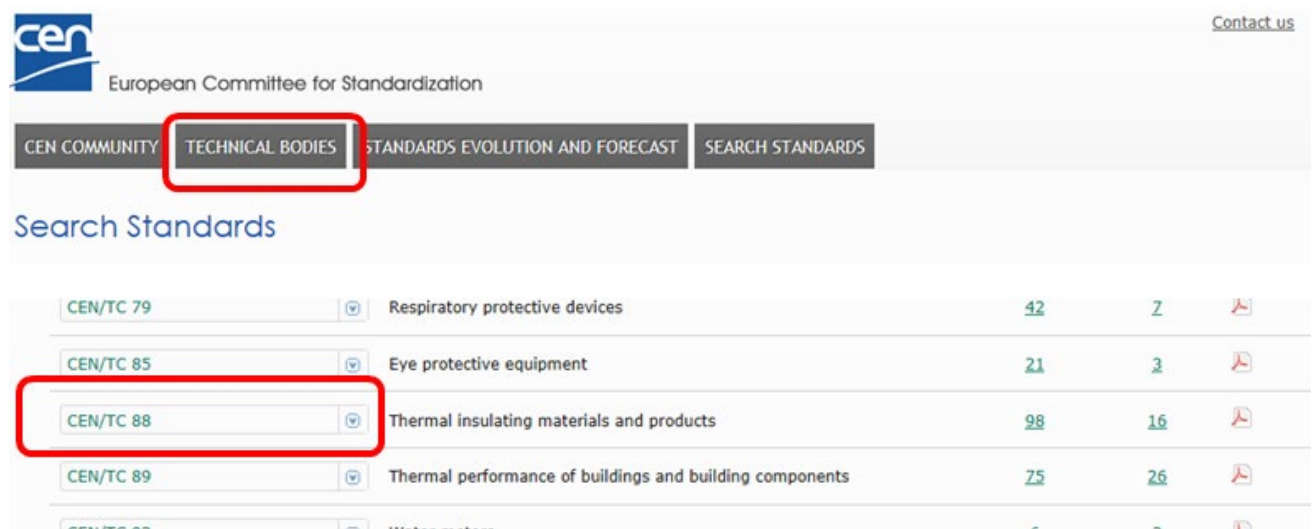 cen
Contact us
European Committee for Standardization
CEN COMMUNITY TECHNICAL BODIES STANDARDS EVOLUTION AND FORECAST SEARCH STANDARDS
Search Standards
CEN/TC 79 Respiratory protective devices 42 7
CEN/TC 85 Eye protective equipment 21 3
CEN/TC 88 Thermal insulating materials and products 98 16
CEN/TC 89 Thermal performance of buildings and building components 75 26